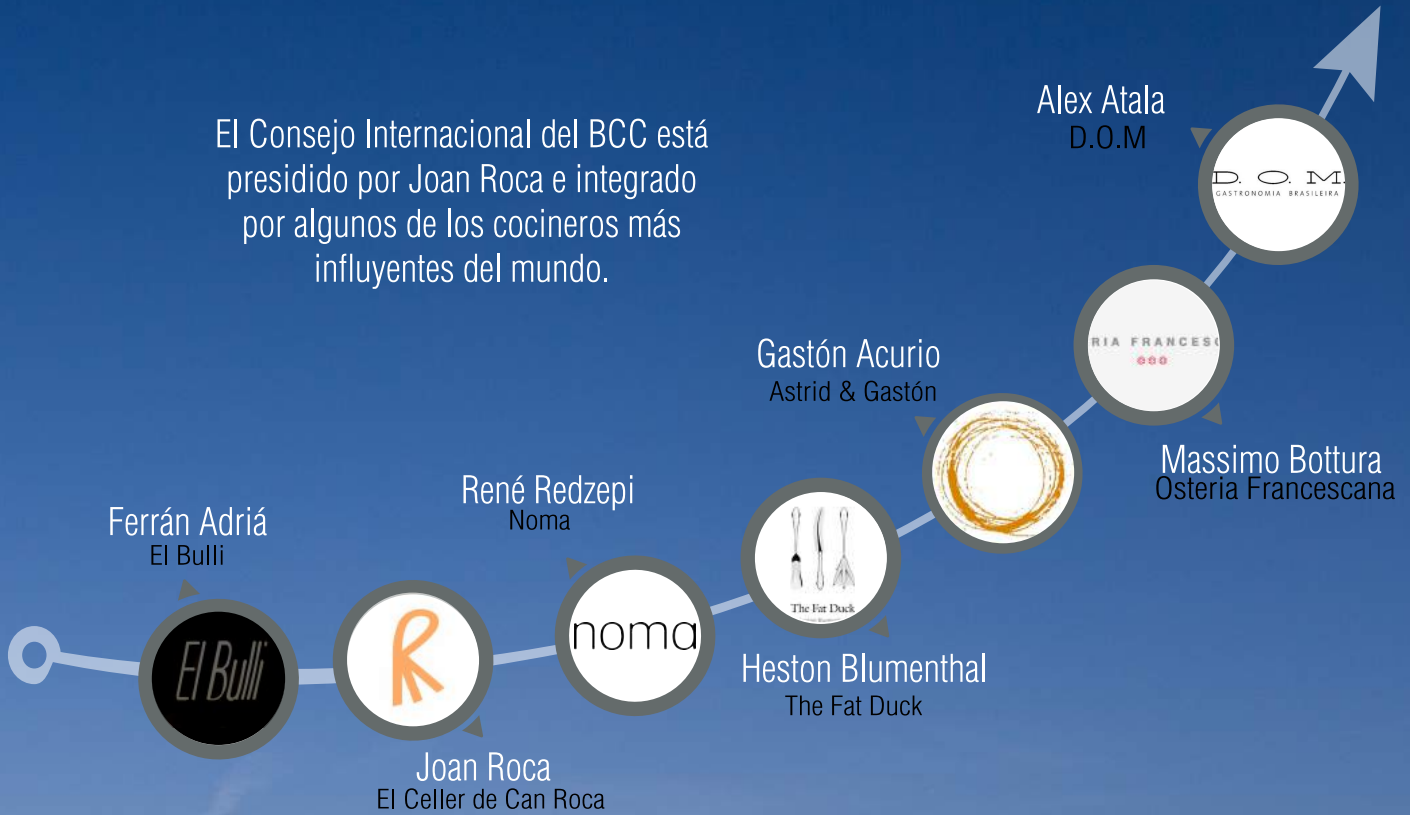 El Consejo Internacional del BCC está
presidido por Joan Roca e integrado
por algunos de los cocineros más
influyentes del mundo.
Alex Atala
D.O.M
D. O. M.
GASTRONOMIA BRASILEIRA
RIA FRANCES
Gastón Acurio
Astrid & Gastón
Massimo Bottura
Osteria Francescana
René Redzepi
Noma
Ferrán Adriá
El Bulli
The Fat Duck
noma
El Bulli
Heston Blumenthal
The Fat Duck
Joan Roca
El Celler de Can Roca